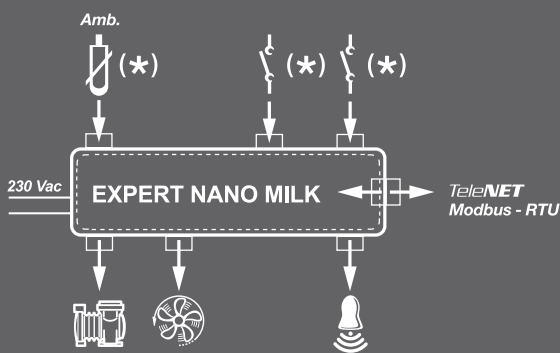 Amb.
(*)
(*)
(*)
230 Vac
EXPERT NANO MILK
TeleNET
Modbus - RTU